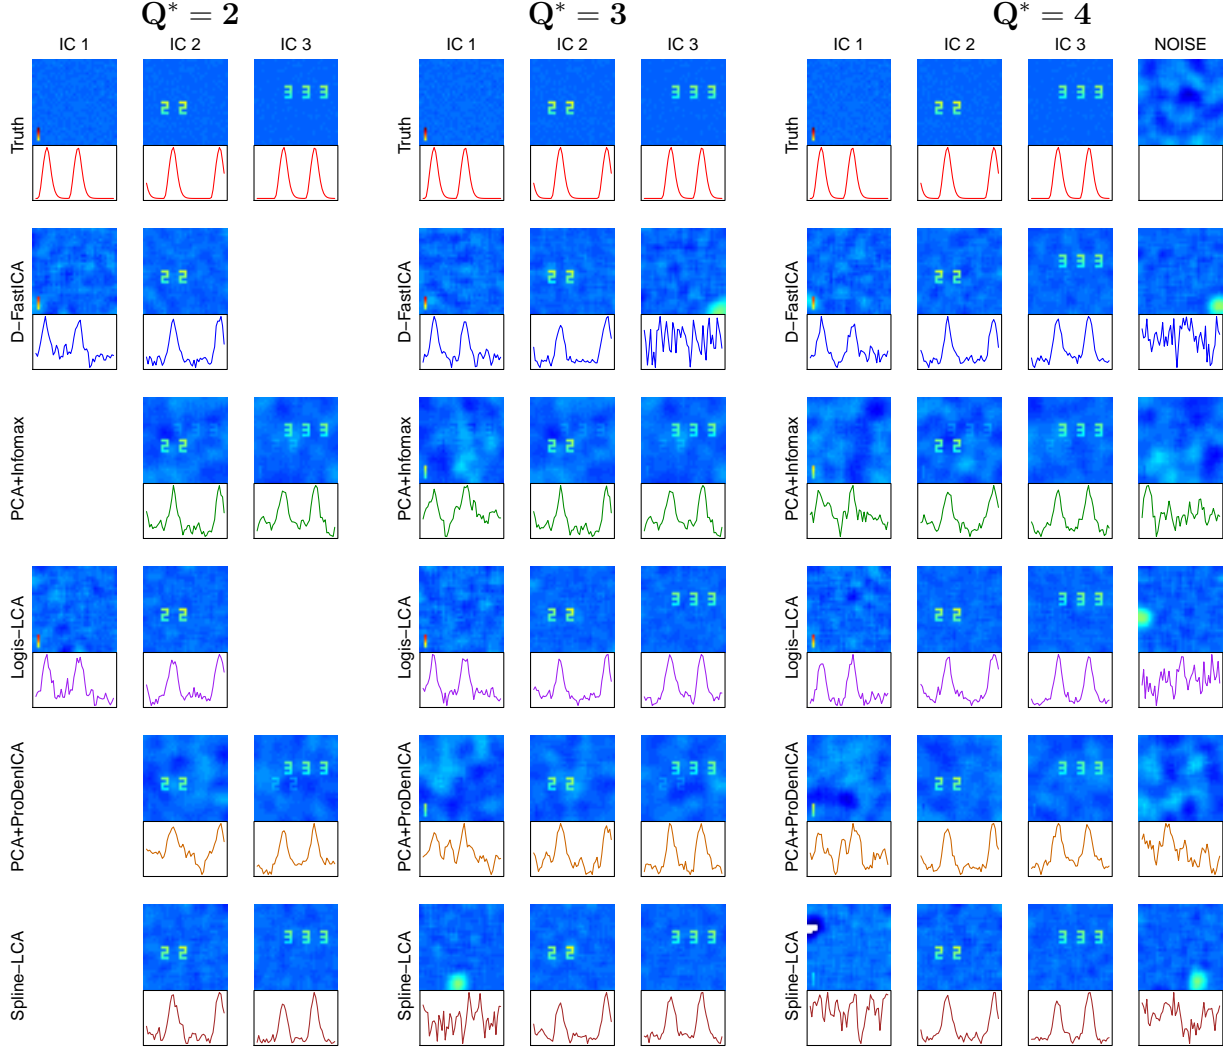 Q* = 2 Q* = 3 Q* = 4
IC 1 IC 2 IC 3 IC 1 IC 2 IC 3 IC 1 IC 2 IC 3 NOISE
Truth 2 2 3 3 3 Truth 2 2 3 3 3 Truth 2 2 3 3 3
D−FastICA 2 2 D−FastICA 2 2 D−FastICA 2 2 3 3 3
PCA+Infomax 2 2 3 3 3 PCA+Infomax 2 2 3 3 3 PCA+Infomax 2 2 3 3 3
Logis−LCA 2 2 Logis−LCA 2 2 3 3 3 Logis−LCA 2 2 3 3 3
PCA+ProDenICA 2 2 3 3 3 PCA+ProDenICA 2 2 3 3 3 PCA+ProDenICA 2 2 3 3 3
Spline−LCA 2 2 3 3 3 Spline−LCA 2 2 3 3 3 Spline−LCA 2 2 3 3 3